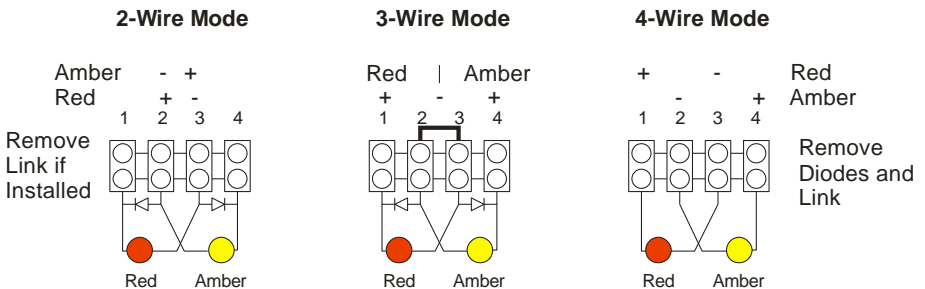 2-Wire Mode
3-Wire Mode
4-Wire Mode
Amber - +
Red + -
1 2 3 4
Remove
Link if
Installed
Red Amber
Red | Amber
+ - +
1 2 3 4
Red Amber
+ - Red
- + Amber
1 2 3 4
Remove
Diodes and
Link
Red Amber